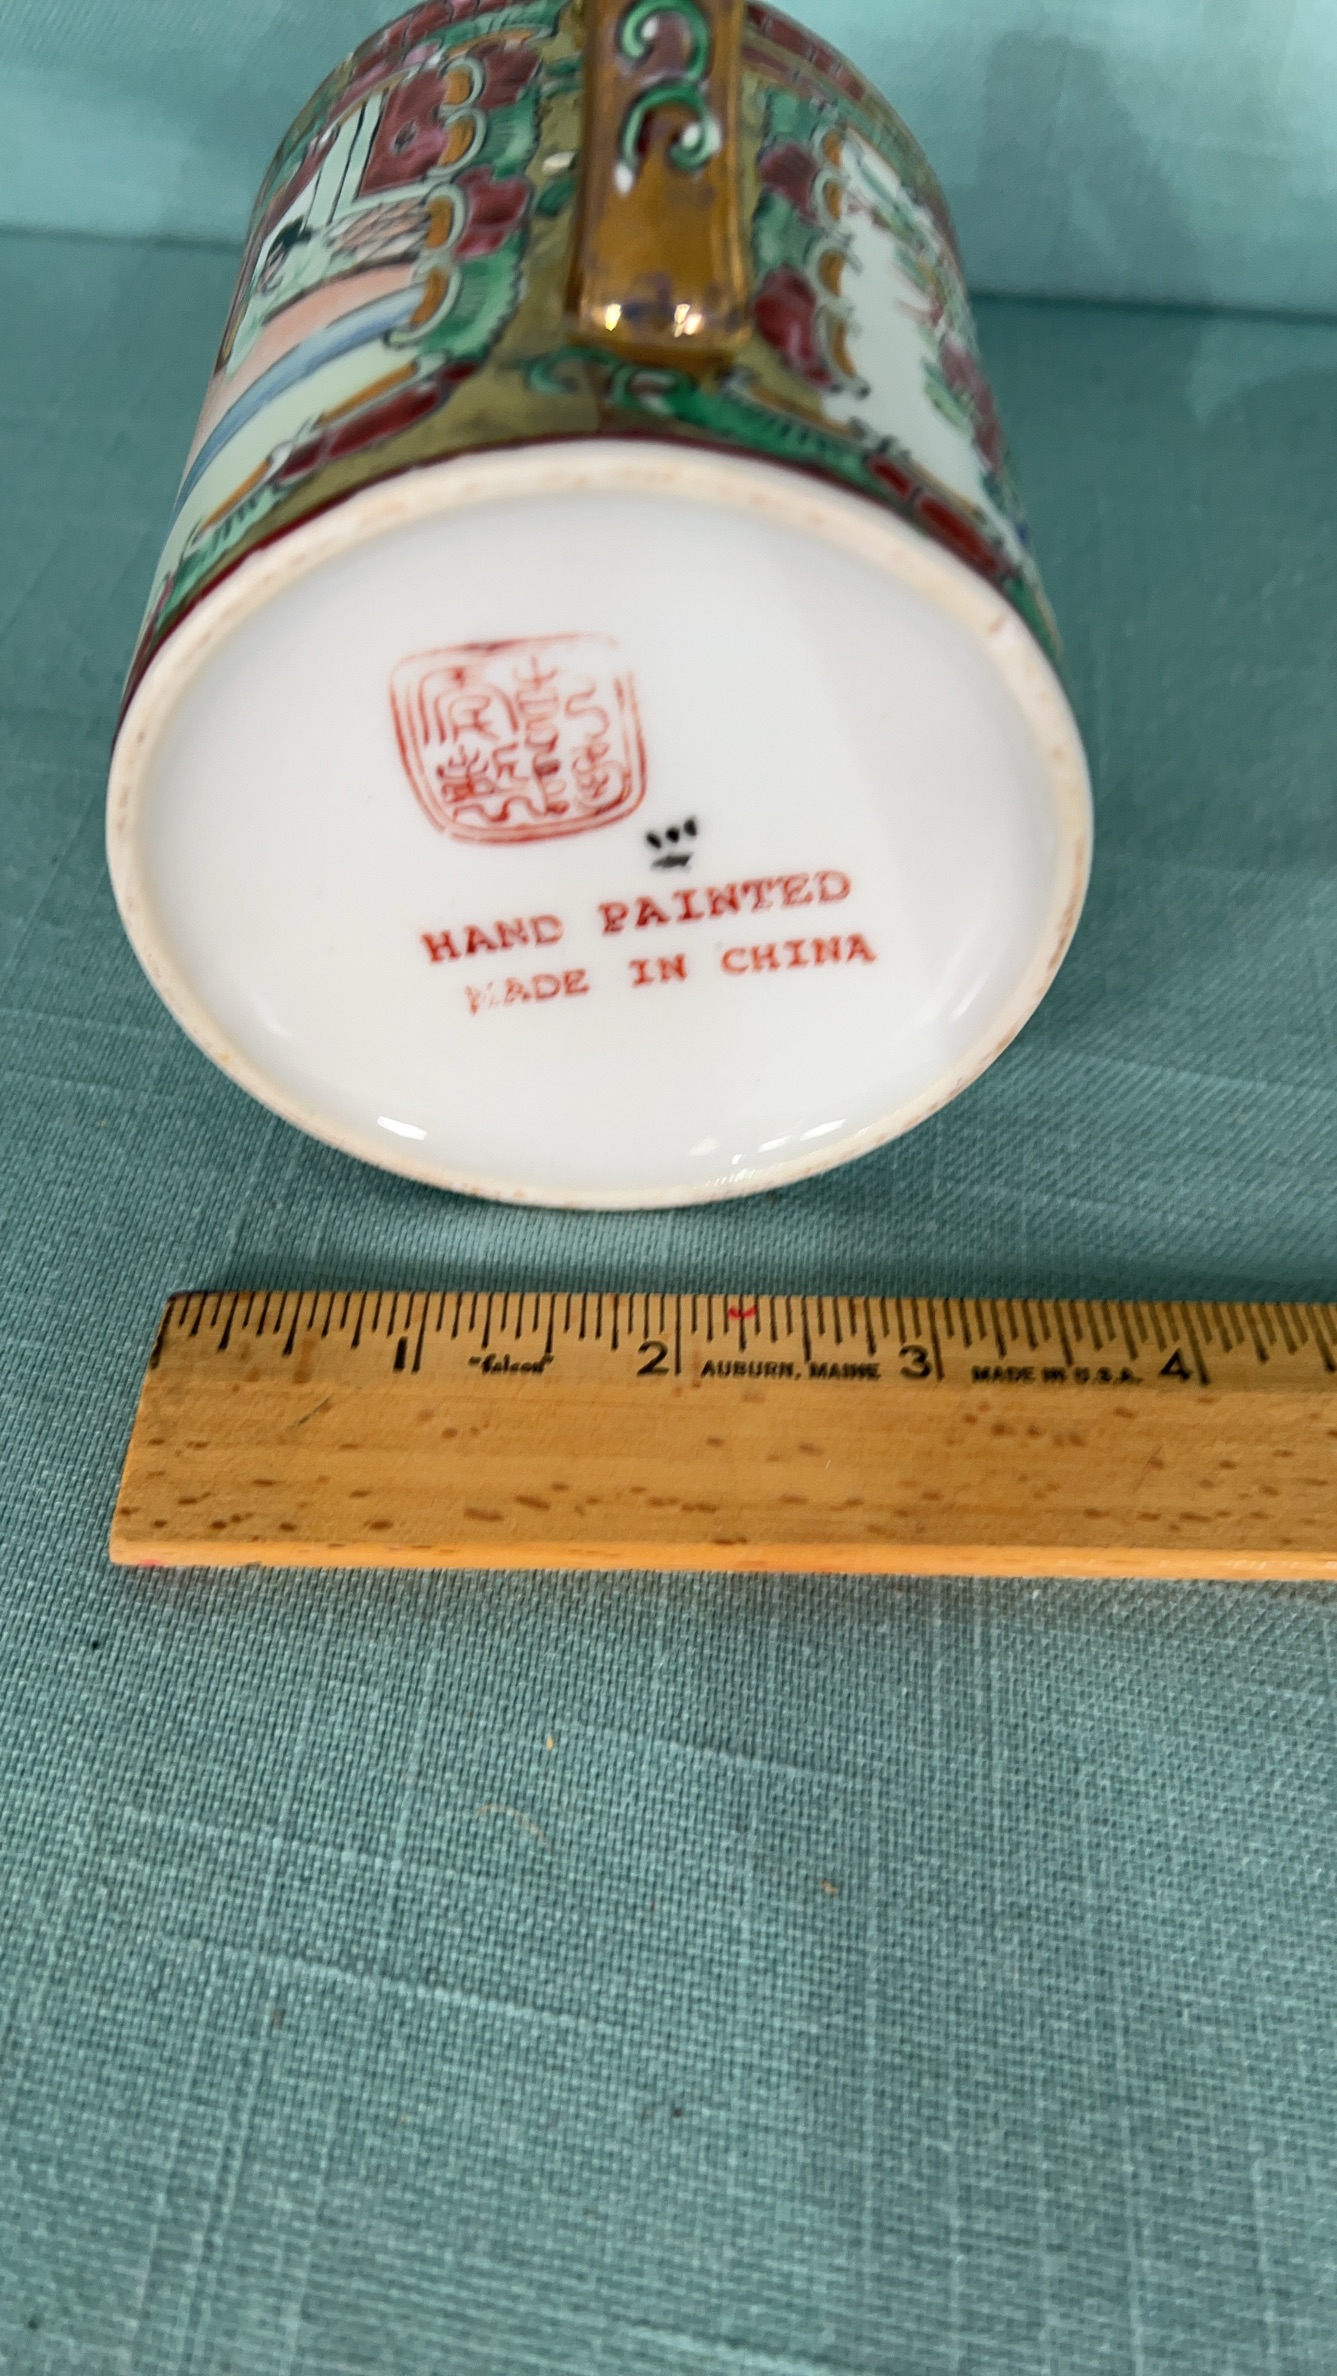 HAND PAINTED
MADE IN CHINA
1 2 3 4
"falcon" AUBURN, MAINE MADE IN U.S.A.